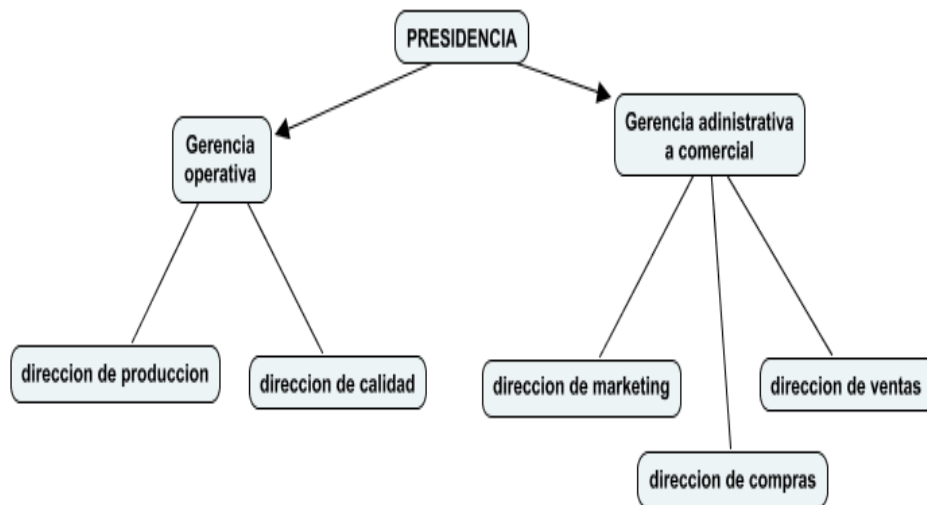 PRESIDENCIA
Gerencia
operativa
Gerencia adinistrativa
a comercial
direccion de produccion
direccion de calidad
direccion de marketing
direccion de ventas
direccion de compras